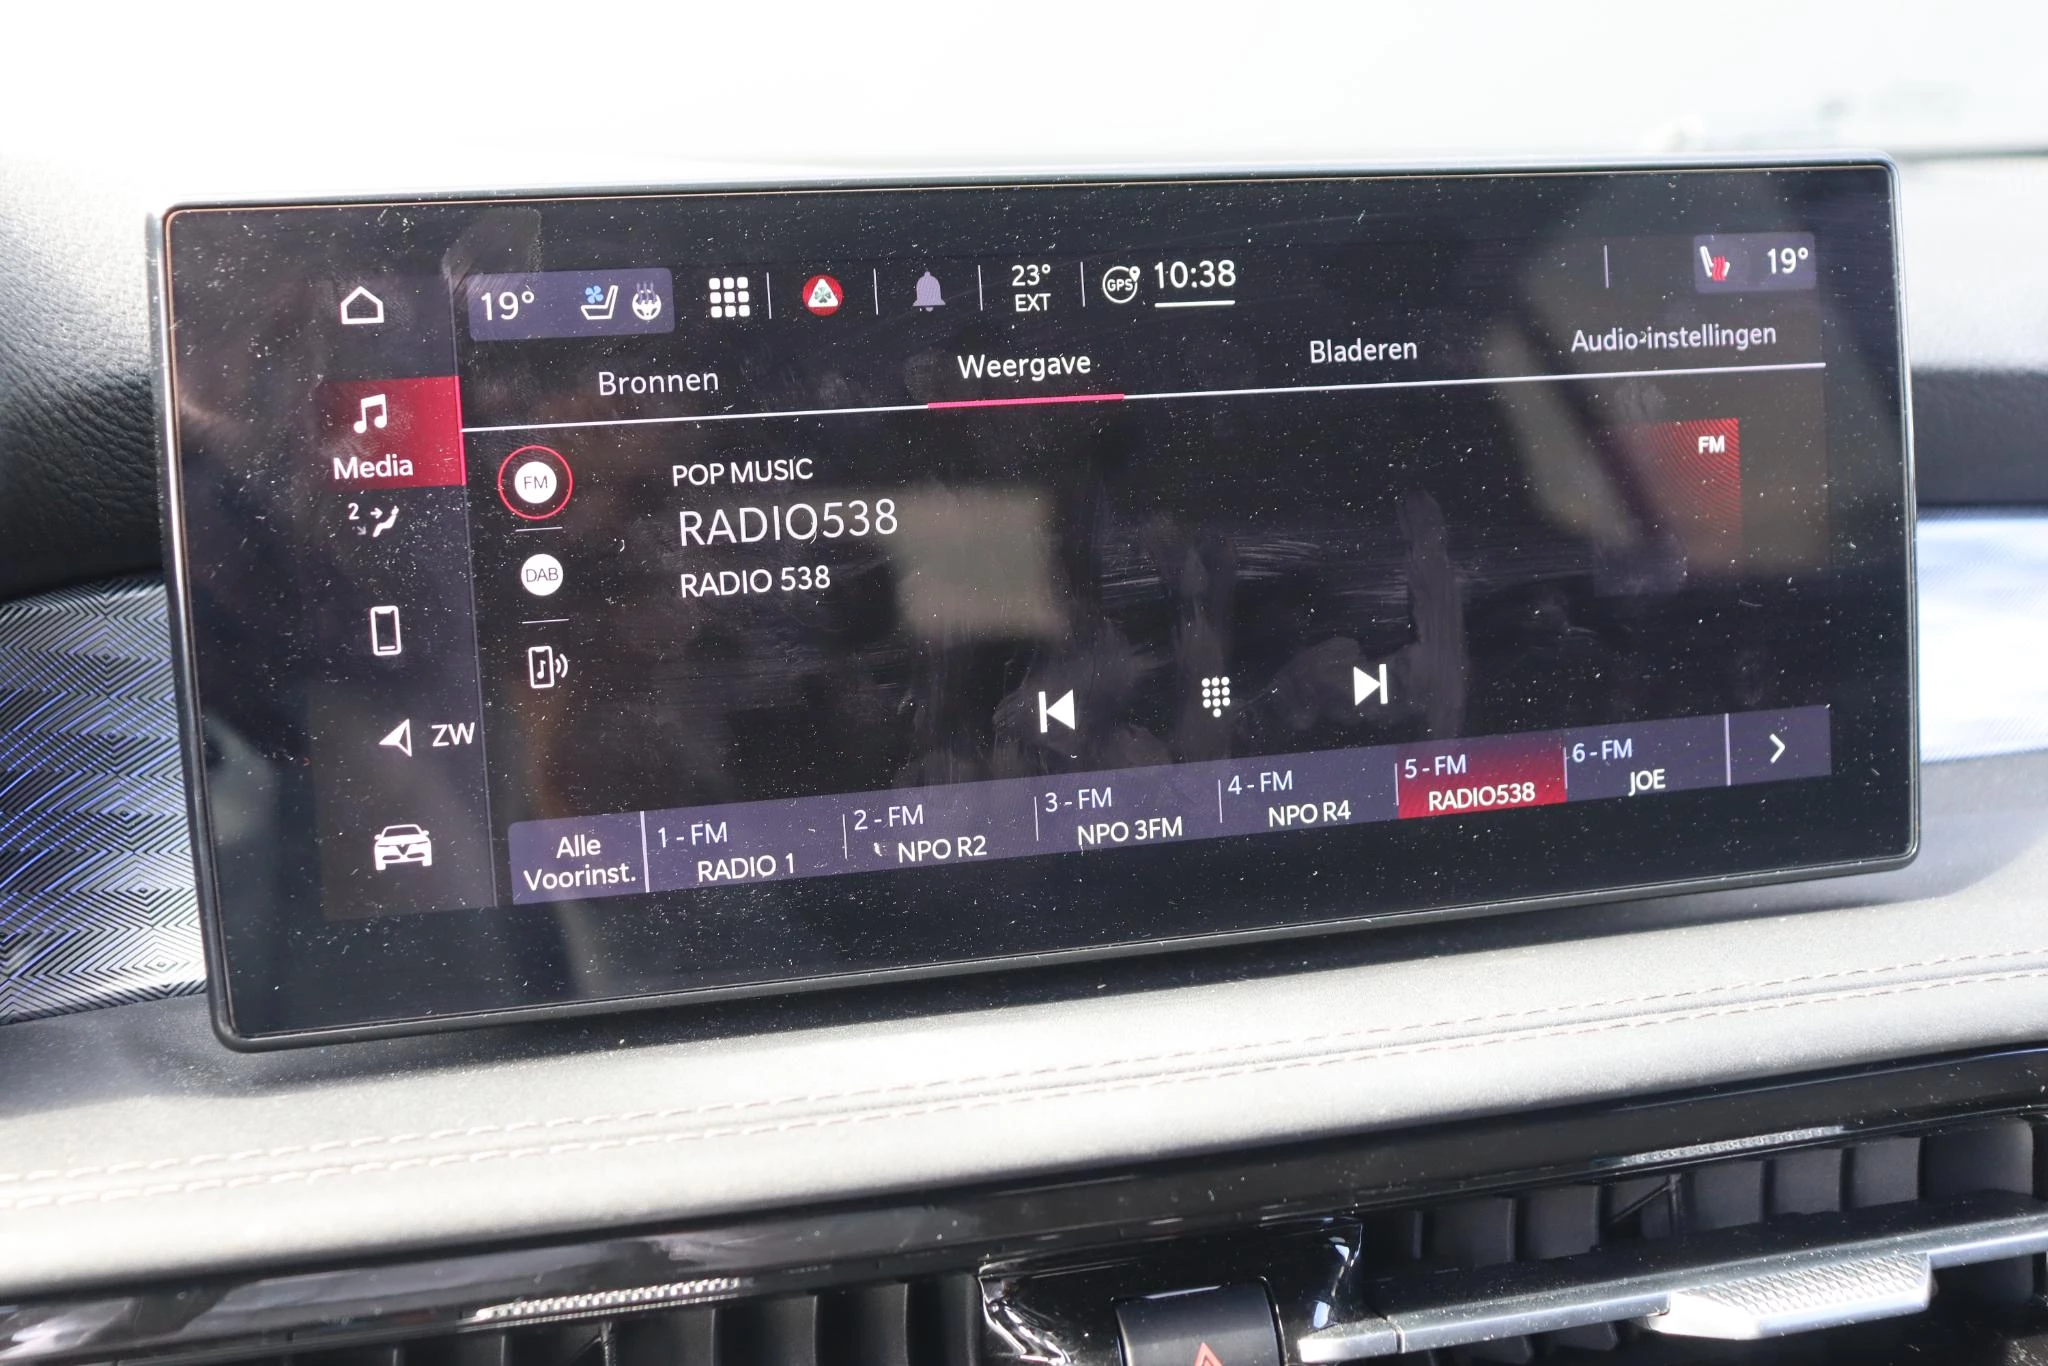 19°
23°
EXT
GPS
10:38
19°
Bronnen
Weergave
Bladeren
Audio-instellingen
Media
FM
POP MUSIC
FM
RADIO538
RADIO 538
2
DAB
ZW
Alle
Voorinst.
1 - FM
RADIO 1
2 - FM
NPO R2
3 - FM
NPO 3FM
4 - FM
NPO R4
5 - FM
RADIO538
6 - FM
JOE